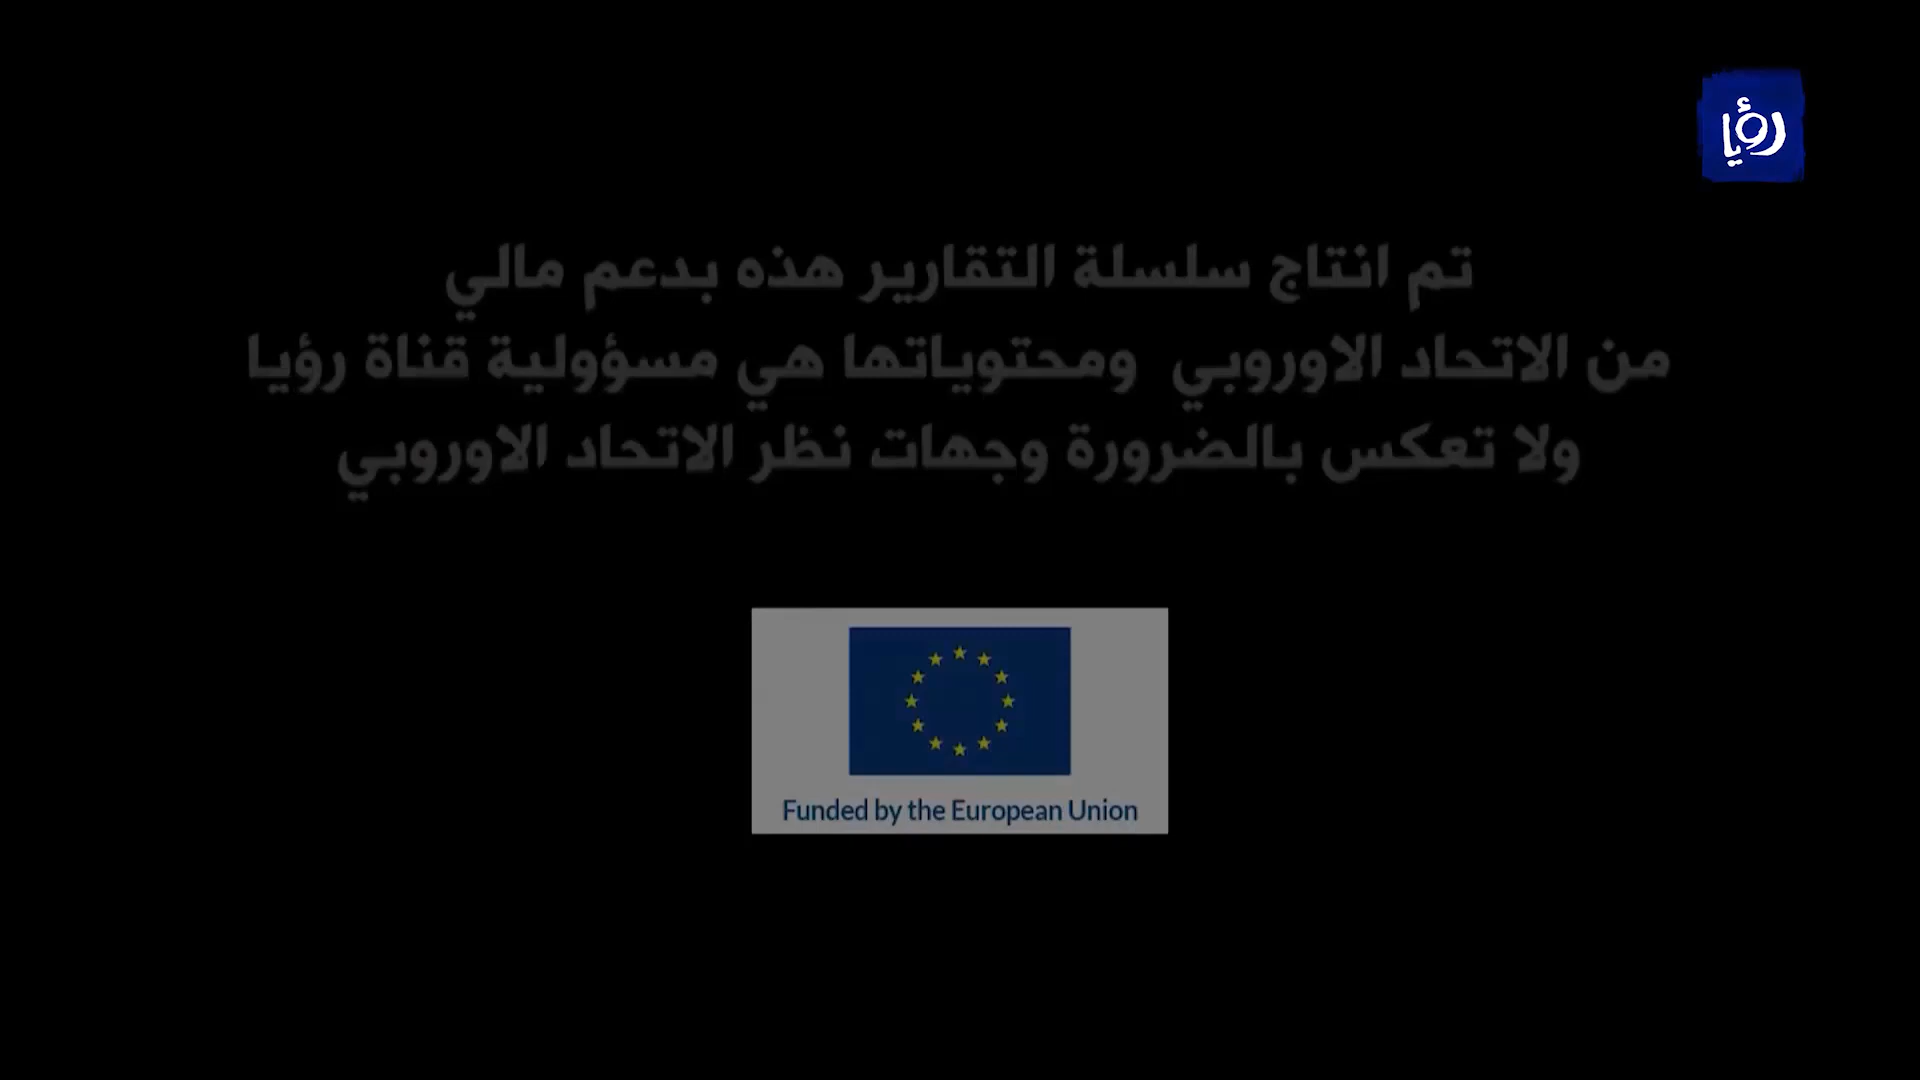 رؤيا
تم انتاج سلسلة التقارير هذه بدعم مالي
من الاتحاد الاوروبي ومحتوياتها هي مسؤولية قناة رؤيا
ولا تعكس بالضرورة وجهات نظر الاتحاد الاوروبي
Funded by the European Union